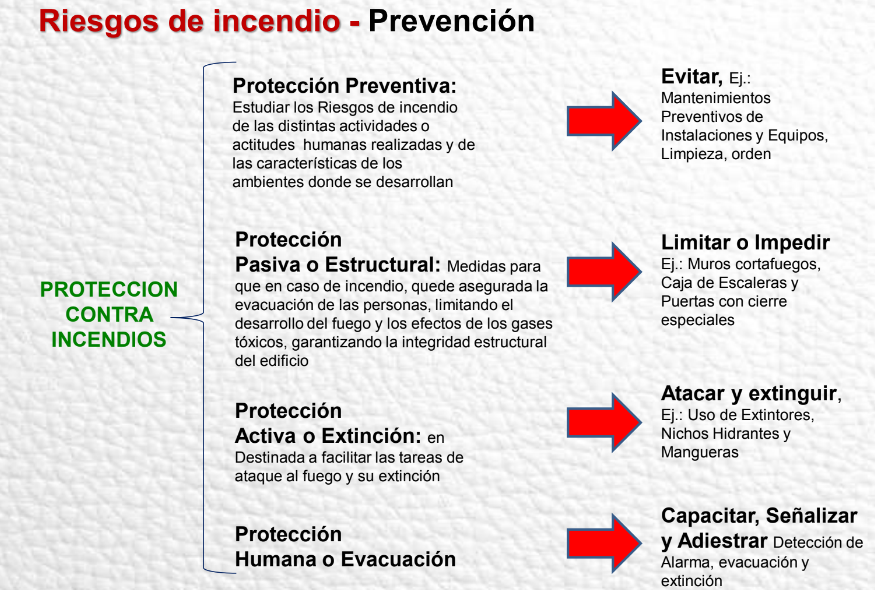 Riesgos de incendio - Prevención
PROTECCION
CONTRA
INCENDIOS
Protección Preventiva:
Estudiar los Riesgos de incendio
de las distintas actividades o
actitudes humanas realizadas y de
las características de los
ambientes donde se desarrollan
Evitar, Ej.:
Mantenimientos
Preventivos de
Instalaciones y Equipos,
Limpieza, orden
Protección
Pasiva o Estructural: Medidas para
que en caso de incendio, quede asegurada la
evacuación de las personas, limitando el
desarrollo del fuego y los efectos de los gases
tóxicos, garantizando la integridad estructural
del edificio
Limitar o Impedir
Ej.: Muros cortafuegos,
Caja de Escaleras y
Puertas con cierre
especiales
Protección
Activa o Extinción: en
Destinada a facilitar las tareas de
ataque al fuego y su extinción
Atacar y extinguir,
Ej.: Uso de Extintores,
Nichos Hidrantes y
Mangueras
Protección
Humana o Evacuación
Capacitar, Señalizar
y Adiestrar Detección de
Alarma, evacuación y
extinción